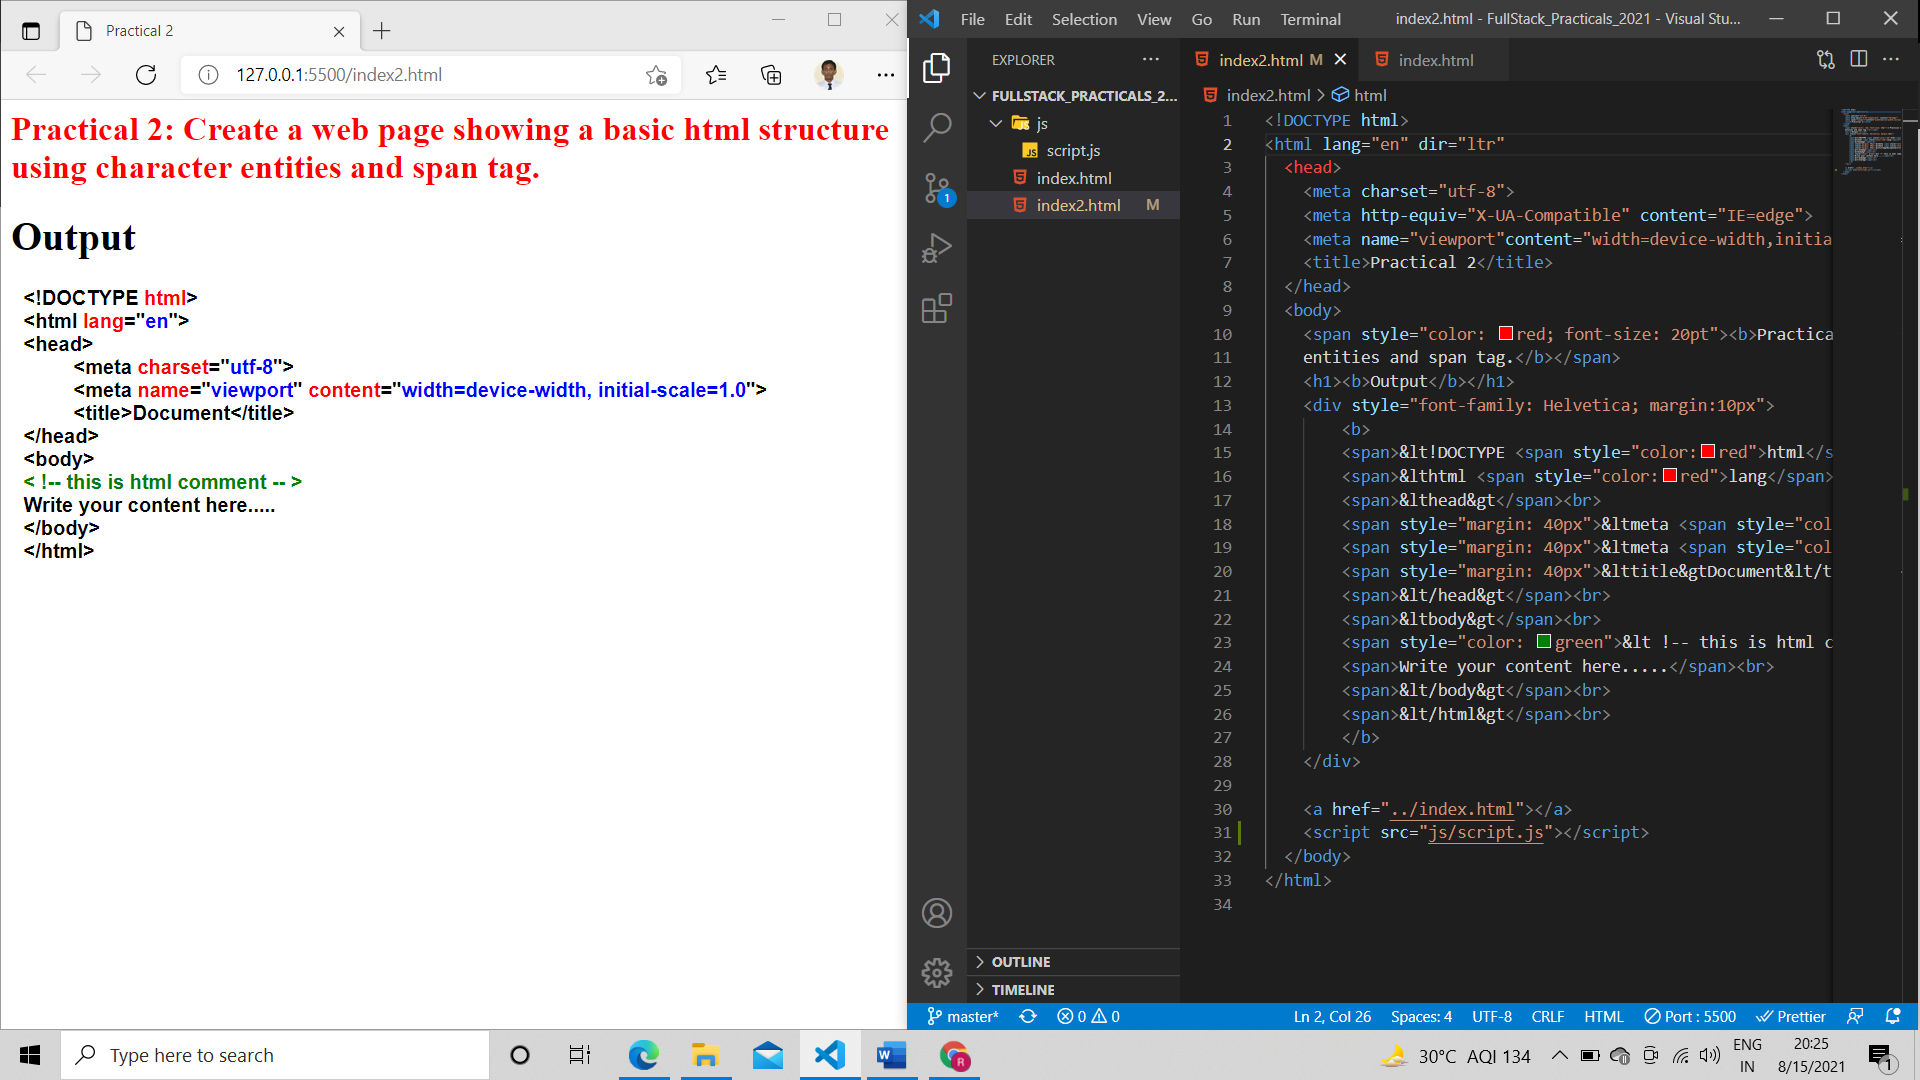 Practical 2
127.0.0.1:5500/index2.html
Practical 2: Create a web page showing a basic html structure
using character entities and span tag.
Output
<!DOCTYPE html>
<html lang="en">
<head>
<meta charset="utf-8">
<meta name="viewport" content="width=device-width, initial-scale=1.0">
<title>Document</title>
</head>
<body>
< !-- this is html comment -- >
Write your content here.....
</body>
</html>
File Edit Selection View Go Run Terminal index2.html - FullStack_Practicals_2021 - Visual Stu...
EXPLORER
FULLSTACK_PRACTICALS_2...
js
JS script.js
index.html
index2.html M
1
OUTLINE
TIMELINE
index2.html M index.html
index2.html > html
1 <!DOCTYPE html>
2 <html lang="en" dir="ltr"
3 <head>
4 <meta charset="utf-8">
5 <meta http-equiv="X-UA-Compatible" content="IE=edge">
6 <meta name="viewport"content="width=device-width,initia
7 <title>Practical 2</title>
8 </head>
9 <body>
10 <span style="color: red; font-size: 20pt"><b>Practica
11 entities and span tag.</b></span>
12 <h1><b>Output</b></h1>
13 <div style="font-family: Helvetica; margin:10px">
14 <b>
15 <span>&lt!DOCTYPE <span style="color:red">html</s
16 <span>&lthtml <span style="color:red">lang</span>
17 <span>&lthead&gt</span><br>
18 <span style="margin: 40px">&ltmeta <span style="col
19 <span style="margin: 40px">&ltmeta <span style="col
20 <span style="margin: 40px">&lttitle&gtDocument&lt/t
21 <span>&lt/head&gt</span><br>
22 <span>&ltbody&gt</span><br>
23 <span style="color: green">&lt !-- this is html c
24 <span>Write your content here.....</span><br>
25 <span>&lt/body&gt</span><br>
26 <span>&lt/html&gt</span><br>
27 </b>
28 </div>
29
30 <a href="../index.html"></a>
31 <script src="js/script.js"></script>
32 </body>
33 </html>
34
master* 0 0 Ln 2, Col 26 Spaces: 4 UTF-8 CRLF HTML Port : 5500 Prettier
Type here to search
W
R
30°C AQI 134
ENG
IN
20:25
8/15/2021
1